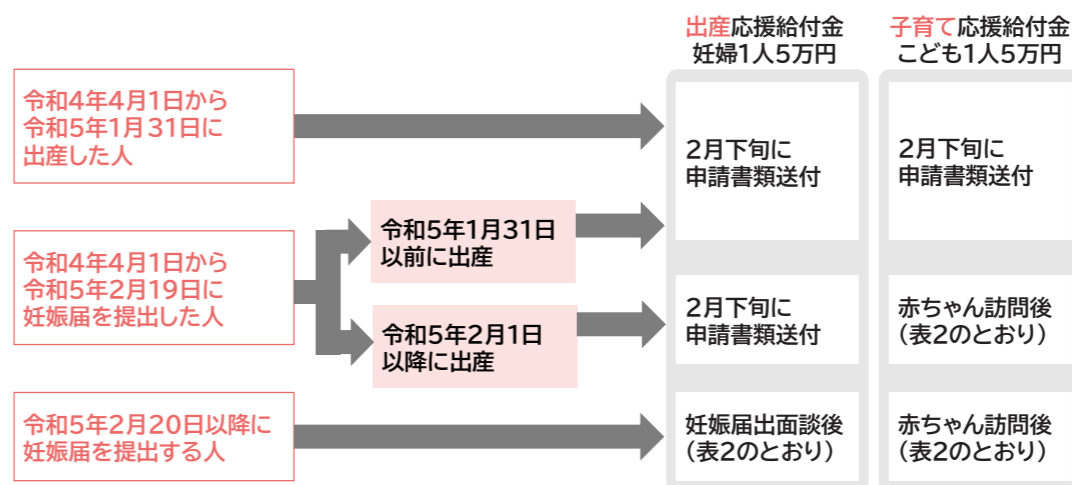 出産応援給付金
妊婦1人5万円
子育て応援給付金
こども1人5万円
令和4年4月1日から
令和5年1月31日に
出産した人
2月下旬に
申請書類送付
2月下旬に
申請書類送付
令和4年4月1日から
令和5年2月19日に
妊娠届を提出した人
令和5年1月31日
以前に出産
令和5年2月1日
以降に出産
2月下旬に
申請書類送付
赤ちゃん訪問後
(表2のとおり)
令和5年2月20日以降に
妊娠届を提出する人
妊娠届出面談後
(表2のとおり)
赤ちゃん訪問後
(表2のとおり)